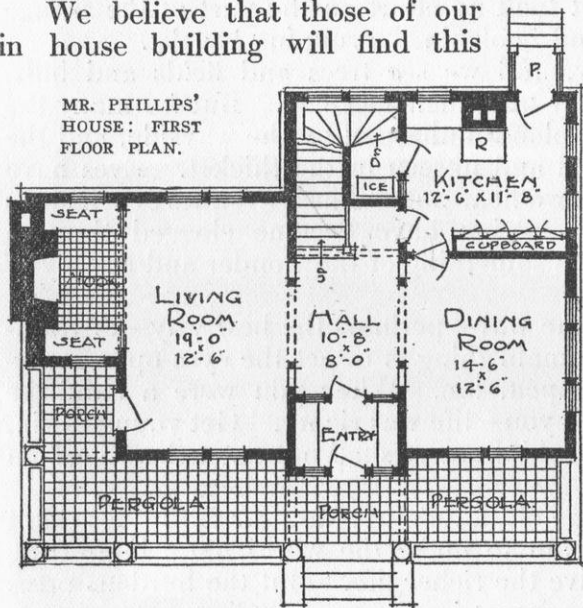 We believe that those of our
in house building will find this
MR. PHILLIPS'
HOUSE: FIRST
FLOOR PLAN.
P.
R
D
ICE
KITCHEN
12'-6" x 11'-8"
CUPBOARD
SEAT
NOOK
SEAT
LIVING
ROOM
19'-0"
x
12'-6"
HALL
10'-8"
x
8'-0"
DINING
ROOM
14'-6"
x
12'-6"
PORCH
ENTRY
PERGOLA
PORCH
PERGOLA